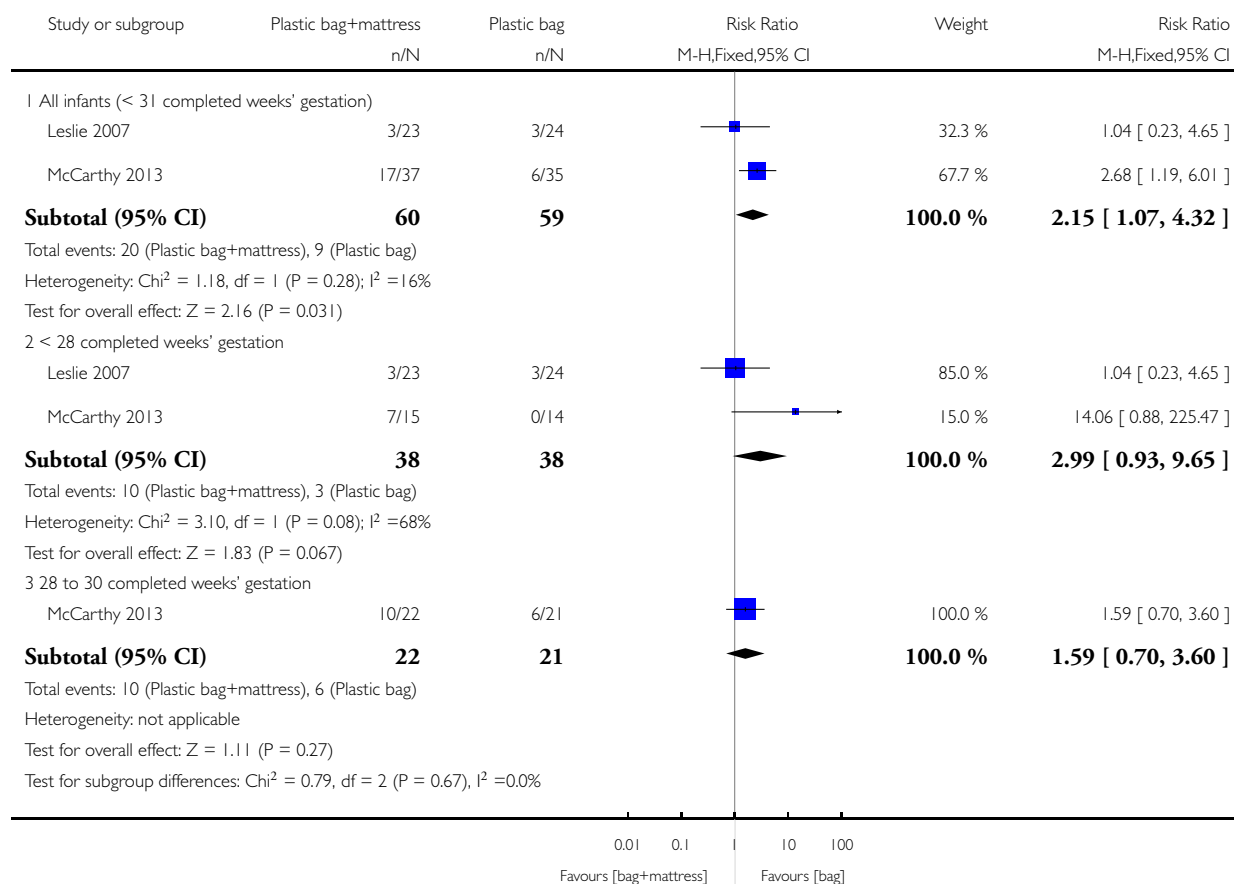 Study or subgroup Plastic bag+mattress Plastic bag Risk Ratio Weight Risk Ratio
n/N n/N M-H,Fixed,95% CI M-H,Fixed,95% CI
1 All infants (< 31 completed weeks' gestation)
Leslie 2007 3/23 3/24 32.3 % 1.04 [ 0.23, 4.65 ]
McCarthy 2013 17/37 6/35 67.7 % 2.68 [ 1.19, 6.01 ]
Subtotal (95% CI) 60 59 100.0 % 2.15 [ 1.07, 4.32 ]
Total events: 20 (Plastic bag+mattress), 9 (Plastic bag)
Heterogeneity: Chi² = 1.18, df = 1 (P = 0.28); I² =16%
Test for overall effect: Z = 2.16 (P = 0.031)
2 < 28 completed weeks' gestation
Leslie 2007 3/23 3/24 85.0 % 1.04 [ 0.23, 4.65 ]
McCarthy 2013 7/15 0/14 15.0 % 14.06 [ 0.88, 225.47 ]
Subtotal (95% CI) 38 38 100.0 % 2.99 [ 0.93, 9.65 ]
Total events: 10 (Plastic bag+mattress), 3 (Plastic bag)
Heterogeneity: Chi² = 3.10, df = 1 (P = 0.08); I² =68%
Test for overall effect: Z = 1.83 (P = 0.067)
3 28 to 30 completed weeks' gestation
McCarthy 2013 10/22 6/21 100.0 % 1.59 [ 0.70, 3.60 ]
Subtotal (95% CI) 22 21 100.0 % 1.59 [ 0.70, 3.60 ]
Total events: 10 (Plastic bag+mattress), 6 (Plastic bag)
Heterogeneity: not applicable
Test for overall effect: Z = 1.11 (P = 0.27)
Test for subgroup differences: Chi² = 0.79, df = 2 (P = 0.67), I² =0.0%
0.01 0.1 1 10 100
Favours [bag+mattress] Favours [bag]